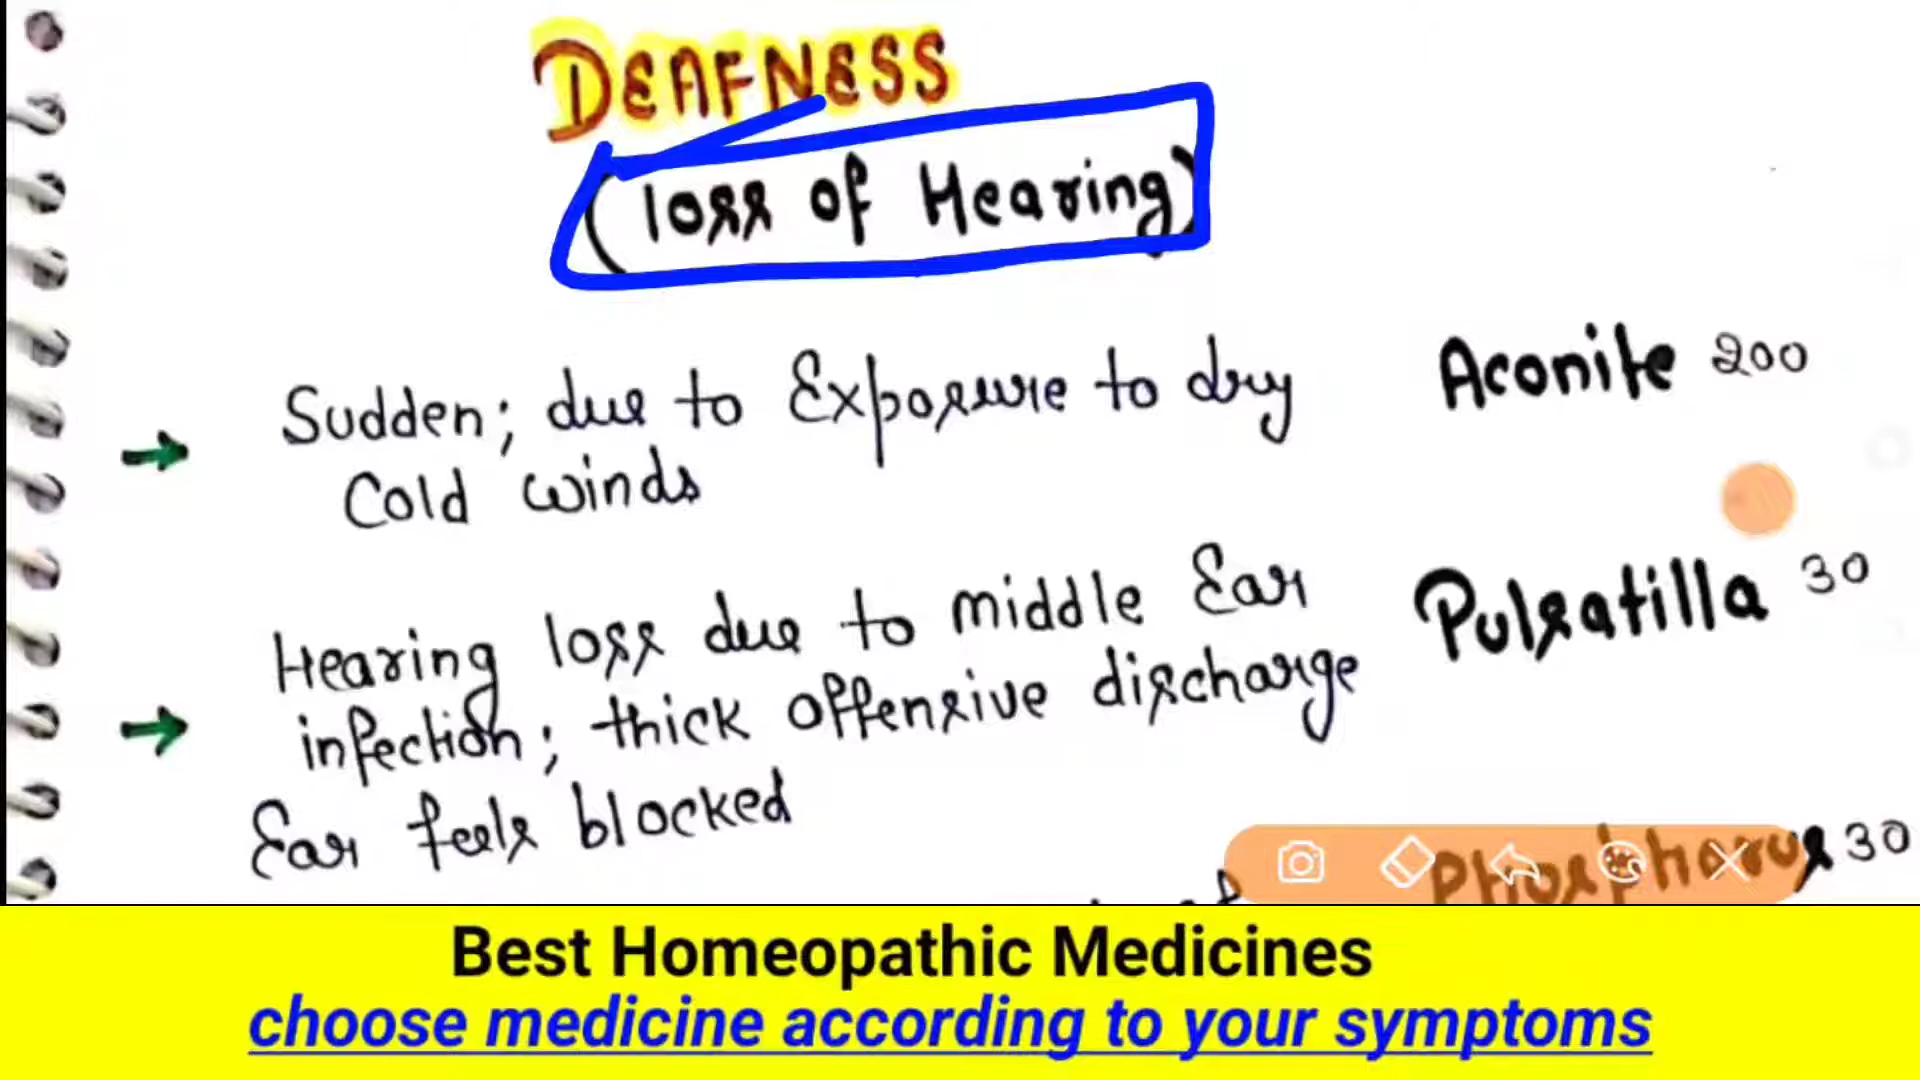 DEAFNESS
(loss of Hearing)
Sudden; due to Exposure to dry Aconite 200
Cold winds
Hearing loss due to middle Ear Pulsatilla 30
infection; thick offensive discharge
Ear feels blocked
Phosphorus 30
Best Homeopathic Medicines
choose medicine according to your symptoms